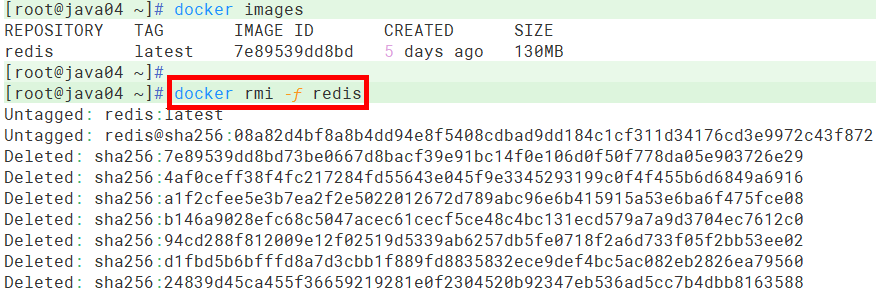 [root@java04 ~]# docker images
REPOSITORY TAG IMAGE ID CREATED SIZE
redis latest 7e89539dd8bd 5 days ago 130MB
[root@java04 ~]#
[root@java04 ~]# docker rmi -f redis
Untagged: redis:latest
Untagged: redis@sha256:08a82d4bf8a8b4dd94e8f5408cdbad9dd184c1cf311d34176cd3e9972c43f872
Deleted: sha256:7e89539dd8bd73be0667d8bacf39e91bc14f0e106d0f50f778da05e903726e29
Deleted: sha256:4af0ceff38f4fc217284fd55643e045f9e3345293199c0f4f455b6d6849a6916
Deleted: sha256:a1f2cfee5e3b7ea2f2e5022012672d789abc96e6b415915a53e6ba6f475fce08
Deleted: sha256:b146a9028efc68c5047acec61cecf5ce48c4bc131ecd579a7a9d3704ec7612c0
Deleted: sha256:94cd288f812009e12f02519d5339ab6257db5fe0718f2a6d733f05f2bb53ee02
Deleted: sha256:d1fbd5b6bfffd8a7d3cbb1f889fd8835832ece9def4bc5ac082eb2826ea79560
Deleted: sha256:24839d45ca455f36659219281e0f2304520b92347eb536ad5cc7b4dbb8163588